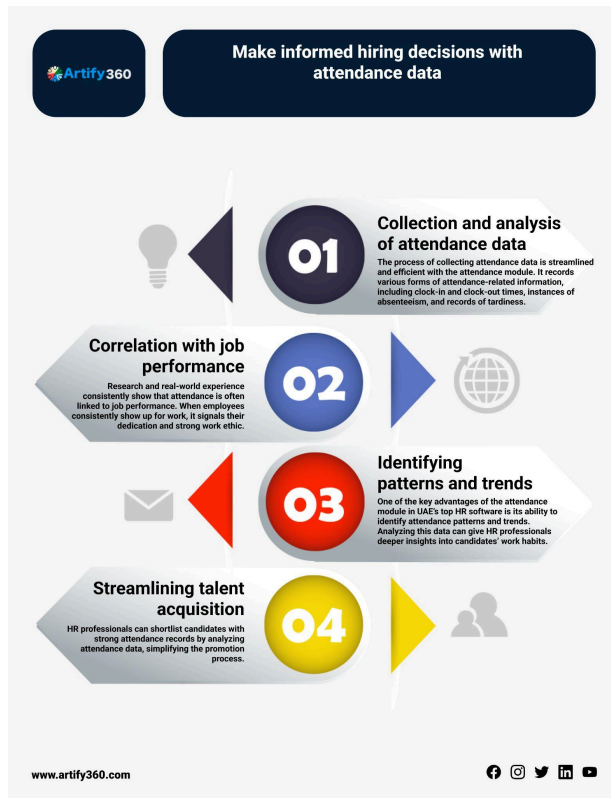 Artify360
Make informed hiring decisions with
attendance data
01
Collection and analysis
of attendance data
The process of collecting attendance data is streamlined
and efficient with the attendance module. It records
various forms of attendance-related information,
including clock-in and clock-out times, instances of
absenteeism, and records of tardiness.
Correlation with job
performance
Research and real-world experience
consistently show that attendance is often
linked to job performance. When employees
consistently show up for work, it signals their
dedication and strong work ethic.
02
03
Identifying
patterns and trends
One of the key advantages of the attendance
module in UAE's top HR software is its ability to
identify attendance patterns and trends.
Analyzing this data can give HR professionals
deeper insights into candidates' work habits.
Streamlining talent
acquisition
HR professionals can shortlist candidates with
strong attendance records by analyzing
attendance data, simplifying the promotion
process.
04
www.artify360.com